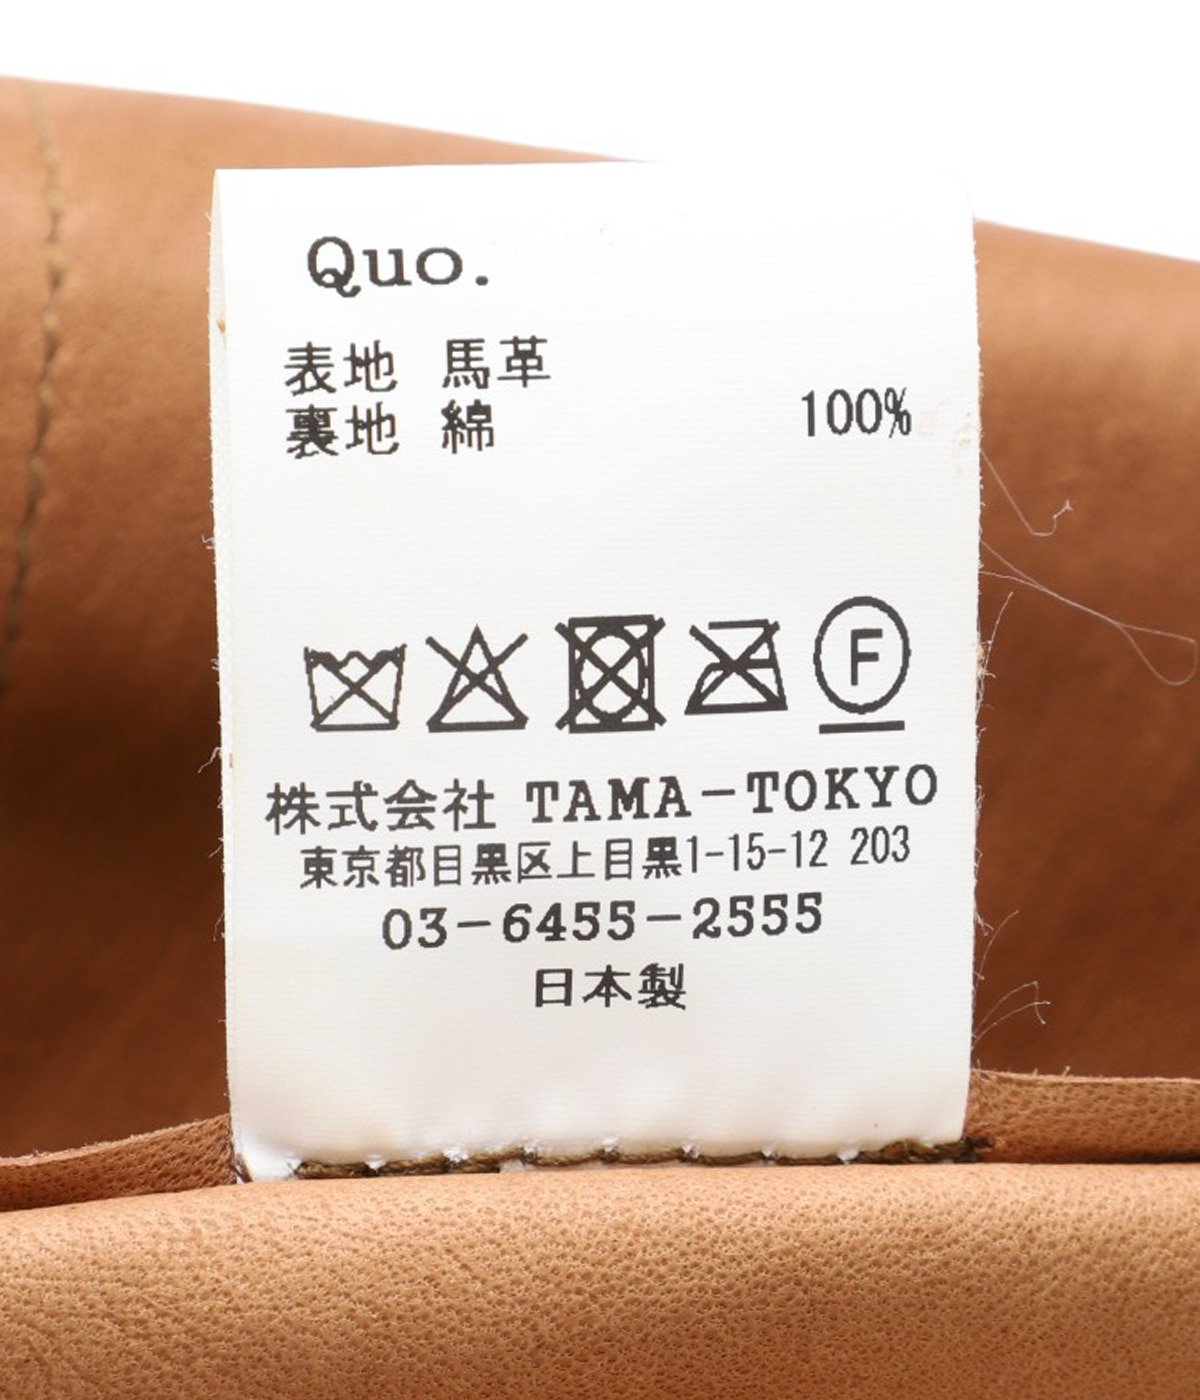 Quo.
表地 馬革
裏地 綿 100%
F
株式会社 TAMA-TOKYO
東京都目黒区上目黒1-15-12 203
03-6455-2555
日本製